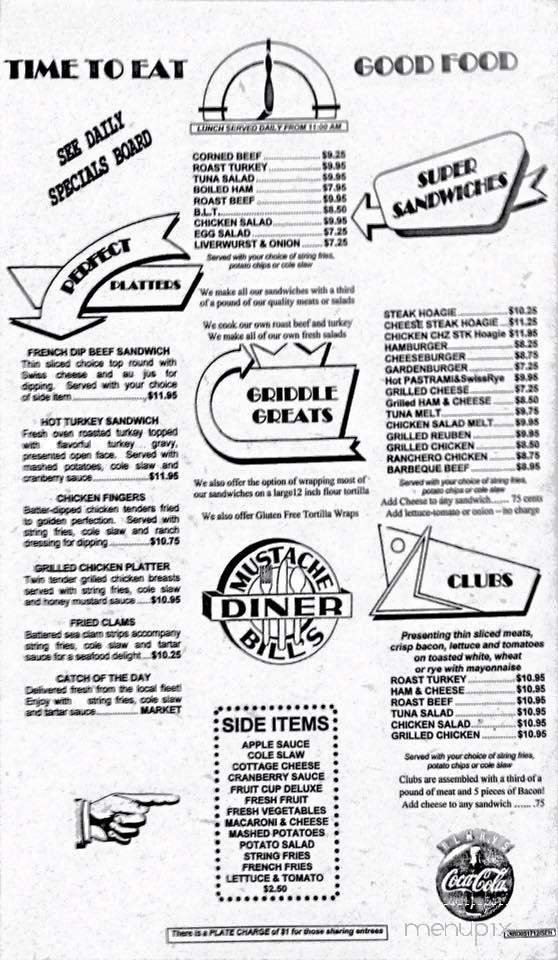 TIME TO EAT
GOOD FOOD
LUNCH SERVED DAILY FROM 11:00 AM
SEE DAILY
SPECIALS BOARD
CORNED BEEF $9.25
ROAST TURKEY $9.95
TUNA SALAD $9.95
BOILED HAM $7.95
ROAST BEEF $9.95
B.L.T. $8.50
CHICKEN SALAD $9.95
EGG SALAD $7.25
LIVERWURST & ONION $7.25
Served with your choice of string fries,
potato chips or cole slaw
We make all our sandwiches with a third
of a pound of our quality meats or salads
We cook our own roast beef and turkey
We make all of our own fresh salads
SUPER
SANDWICHES
PERFECT
PLATTERS
FRENCH DIP BEEF SANDWICH
Thin sliced choice top round with
Swiss cheese and au jus for
dipping. Served with your choice
of side item $11.95
HOT TURKEY SANDWICH
Fresh oven roasted turkey topped
with flavorful turkey gravy,
presented open face. Served with
mashed potatoes, cole slaw and
cranberry sauce $11.95
CHICKEN FINGERS
Batter-dipped chicken tenders fried
to golden perfection. Served with
string fries, cole slaw and ranch
dressing for dipping $10.75
GRILLED CHICKEN PLATTER
Twin tender grilled chicken breasts
served with string fries, cole slaw
and honey mustard sauce $10.95
FRIED CLAMS
Battered sea clam strips accompany
string fries, cole slaw and tartar
sauce for a seafood delight $10.25
CATCH OF THE DAY
Delivered fresh from the local fleet!
Enjoy with string fries, cole slaw
and tartar sauce MARKET
GRIDDLE
GREATS
We also offer the option of wrapping most of
our sandwiches on a large12 inch flour tortilla
We also offer Gluten Free Tortilla Wraps
STEAK HOAGIE $10.25
CHEESE STEAK HOAGIE $11.25
CHICKEN CHZ STK Hoagie $11.85
HAMBURGER $8.25
CHEESEBURGER $8.75
GARDENBURGER $7.25
Hot PASTRAMI&SwissRye $9.95
GRILLED CHEESE $7.25
Grilled HAM & CHEESE $8.50
TUNA MELT $9.75
CHICKEN SALAD MELT $9.95
GRILLED REUBEN $9.95
GRILLED CHICKEN $8.50
RANCHERO CHICKEN $8.75
BARBEQUE BEEF $8.95
Served with your choice of string fries,
potato chips or cole slaw
Add Cheese to any sandwich 75 cents
Add lettuce-tomato or onion – no charge
MUSTACHE
DINER
BILL'S
CLUBS
Presenting thin sliced meats,
crisp bacon, lettuce and tomatoes
on toasted white, wheat
or rye with mayonnaise
ROAST TURKEY $10.95
HAM & CHEESE $10.95
ROAST BEEF $10.95
TUNA SALAD $10.95
CHICKEN SALAD $10.95
GRILLED CHICKEN $10.95
Served with your choice of string fries,
potato chips or cole slaw
Clubs are assembled with a third of a
pound of meat and 5 pieces of Bacon!
Add cheese to any sandwich ...... .75
SIDE ITEMS
APPLE SAUCE
COLE SLAW
COTTAGE CHEESE
CRANBERRY SAUCE
FRUIT CUP DELUXE
FRESH FRUIT
FRESH VEGETABLES
MACARONI & CHEESE
MASHED POTATOES
POTATO SALAD
STRING FRIES
FRENCH FRIES
LETTUCE & TOMATO
$2.50
ALWAYS
Coca-Cola
menupix
There is a PLATE CHARGE of $1 for those sharing entrees